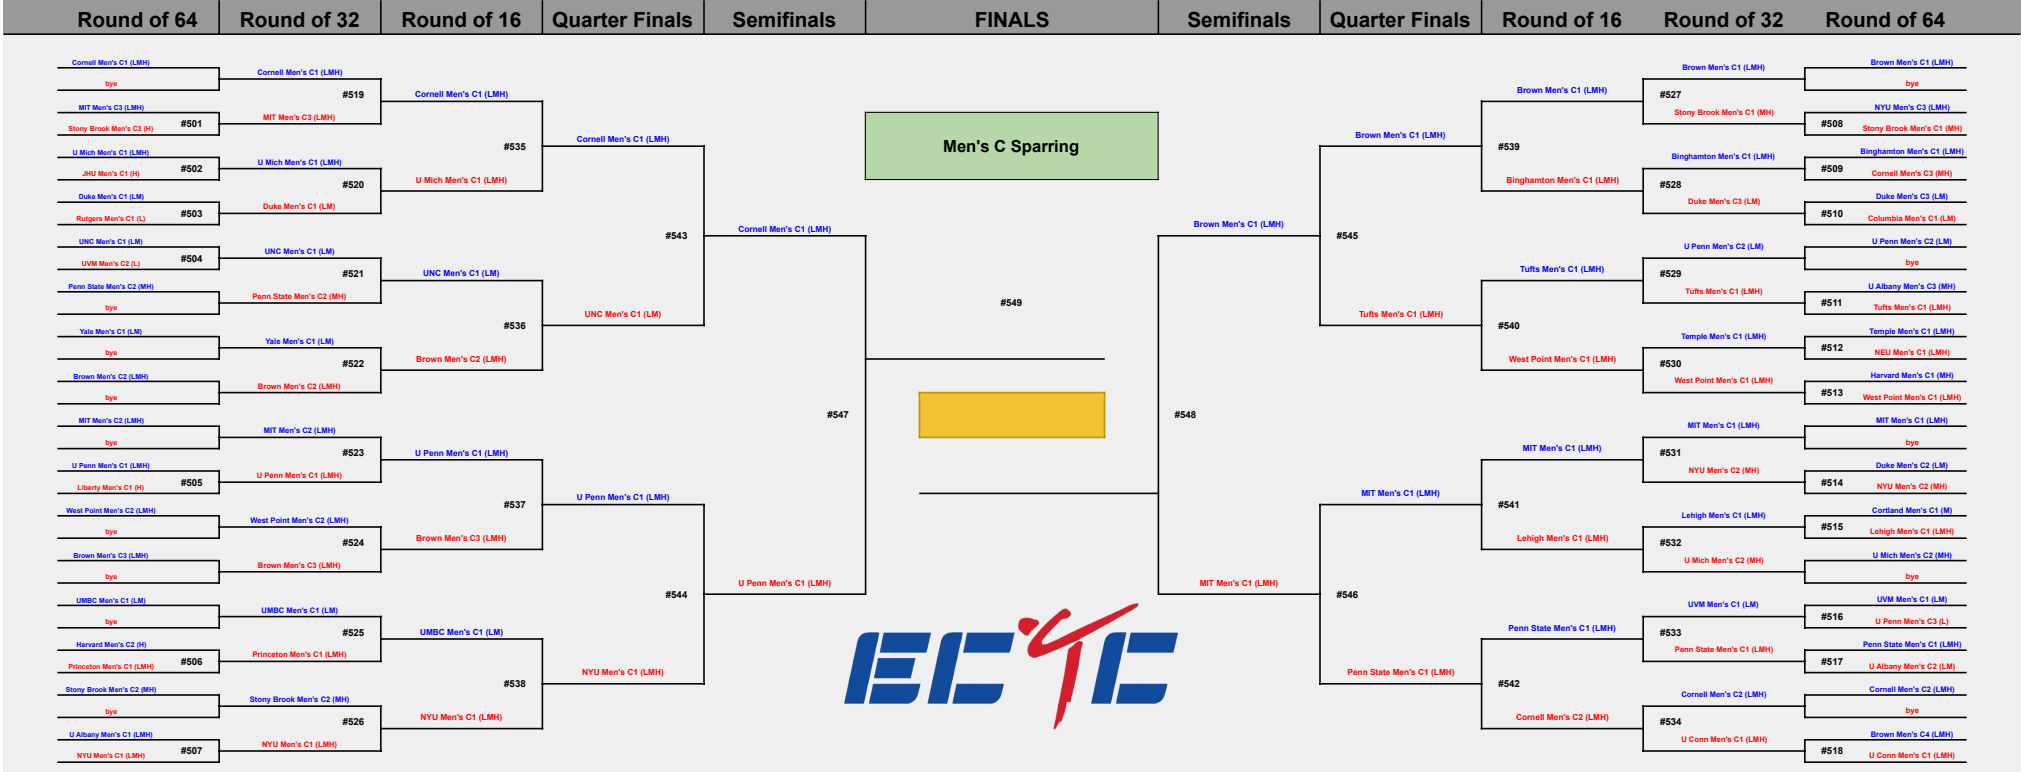 Round of 64
Round of 32
Round of 16
Quarter Finals
Semifinals
FINALS
Semifinals
Quarter Finals
Round of 16
Round of 32
Round of 64
Cornell Men's C1 (LMH)
bye
MIT Men's C3 (LMH)
#501
Stony Brook Men's C3 (H)
U Mich Men's C1 (LMH)
#502
JHU Men's C1 (H)
Duke Men's C1 (LM)
#503
Rutgers Men's C1 (L)
UNC Men's C1 (LM)
#504
UVM Men's C2 (L)
Penn State Men's C2 (MH)
bye
Yale Men's C1 (LM)
bye
Brown Men's C2 (LMH)
bye
MIT Men's C2 (LMH)
bye
U Penn Men's C1 (LMH)
#505
Liberty Men's C1 (H)
West Point Men's C2 (LMH)
bye
Brown Men's C3 (LMH)
bye
UMBC Men's C1 (LM)
bye
Harvard Men's C2 (H)
#506
Princeton Men's C1 (LMH)
Stony Brook Men's C2 (MH)
bye
U Albany Men's C1 (LMH)
#507
NYU Men's C1 (LMH)
Cornell Men's C1 (LMH)
#519
MIT Men's C3 (LMH)
U Mich Men's C1 (LMH)
#520
Duke Men's C1 (LM)
UNC Men's C1 (LM)
#521
Penn State Men's C2 (MH)
Yale Men's C1 (LM)
#522
Brown Men's C2 (LMH)
MIT Men's C2 (LMH)
#523
U Penn Men's C1 (LMH)
West Point Men's C2 (LMH)
#524
Brown Men's C3 (LMH)
UMBC Men's C1 (LM)
#525
Princeton Men's C1 (LMH)
Stony Brook Men's C2 (MH)
#526
NYU Men's C1 (LMH)
Cornell Men's C1 (LMH)
#535
U Mich Men's C1 (LMH)
UNC Men's C1 (LM)
#536
Brown Men's C2 (LMH)
U Penn Men's C1 (LMH)
#537
Brown Men's C3 (LMH)
UMBC Men's C1 (LM)
#538
NYU Men's C1 (LMH)
Cornell Men's C1 (LMH)
#543
UNC Men's C1 (LM)
U Penn Men's C1 (LMH)
#544
NYU Men's C1 (LMH)
Cornell Men's C1 (LMH)
#547
U Penn Men's C1 (LMH)
Men's C Sparring
#549
ECTC
Brown Men's C1 (LMH)
#548
MIT Men's C1 (LMH)
Brown Men's C1 (LMH)
#545
Tufts Men's C1 (LMH)
MIT Men's C1 (LMH)
#546
Penn State Men's C1 (LMH)
Brown Men's C1 (LMH)
#539
Binghamton Men's C1 (LMH)
Tufts Men's C1 (LMH)
#540
West Point Men's C1 (LMH)
MIT Men's C1 (LMH)
#541
Lehigh Men's C1 (LMH)
Penn State Men's C1 (LMH)
#542
Cornell Men's C2 (LMH)
Brown Men's C1 (LMH)
#527
Stony Brook Men's C1 (MH)
Binghamton Men's C1 (LMH)
#528
Duke Men's C3 (LM)
U Penn Men's C2 (LM)
#529
Tufts Men's C1 (LMH)
Temple Men's C1 (LMH)
#530
West Point Men's C1 (LMH)
MIT Men's C1 (LMH)
#531
NYU Men's C2 (MH)
Lehigh Men's C1 (LMH)
#532
U Mich Men's C2 (MH)
UVM Men's C1 (LM)
#533
Penn State Men's C1 (LMH)
Cornell Men's C2 (LMH)
#534
U Conn Men's C1 (LMH)
Brown Men's C1 (LMH)
bye
NYU Men's C3 (LMH)
#508
Stony Brook Men's C1 (MH)
Binghamton Men's C1 (LMH)
#509
Cornell Men's C3 (MH)
Duke Men's C3 (LM)
#510
Columbia Men's C1 (LM)
U Penn Men's C2 (LM)
bye
U Albany Men's C3 (MH)
#511
Tufts Men's C1 (LMH)
Temple Men's C1 (LMH)
#512
NEU Men's C1 (LMH)
Harvard Men's C1 (MH)
#513
West Point Men's C1 (LMH)
MIT Men's C1 (LMH)
bye
Duke Men's C2 (LM)
#514
NYU Men's C2 (MH)
Cortland Men's C1 (M)
#515
Lehigh Men's C1 (LMH)
U Mich Men's C2 (MH)
bye
UVM Men's C1 (LM)
#516
U Penn Men's C3 (L)
Penn State Men's C1 (LMH)
#517
U Albany Men's C2 (LM)
Cornell Men's C2 (LMH)
bye
Brown Men's C4 (LMH)
#518
U Conn Men's C1 (LMH)